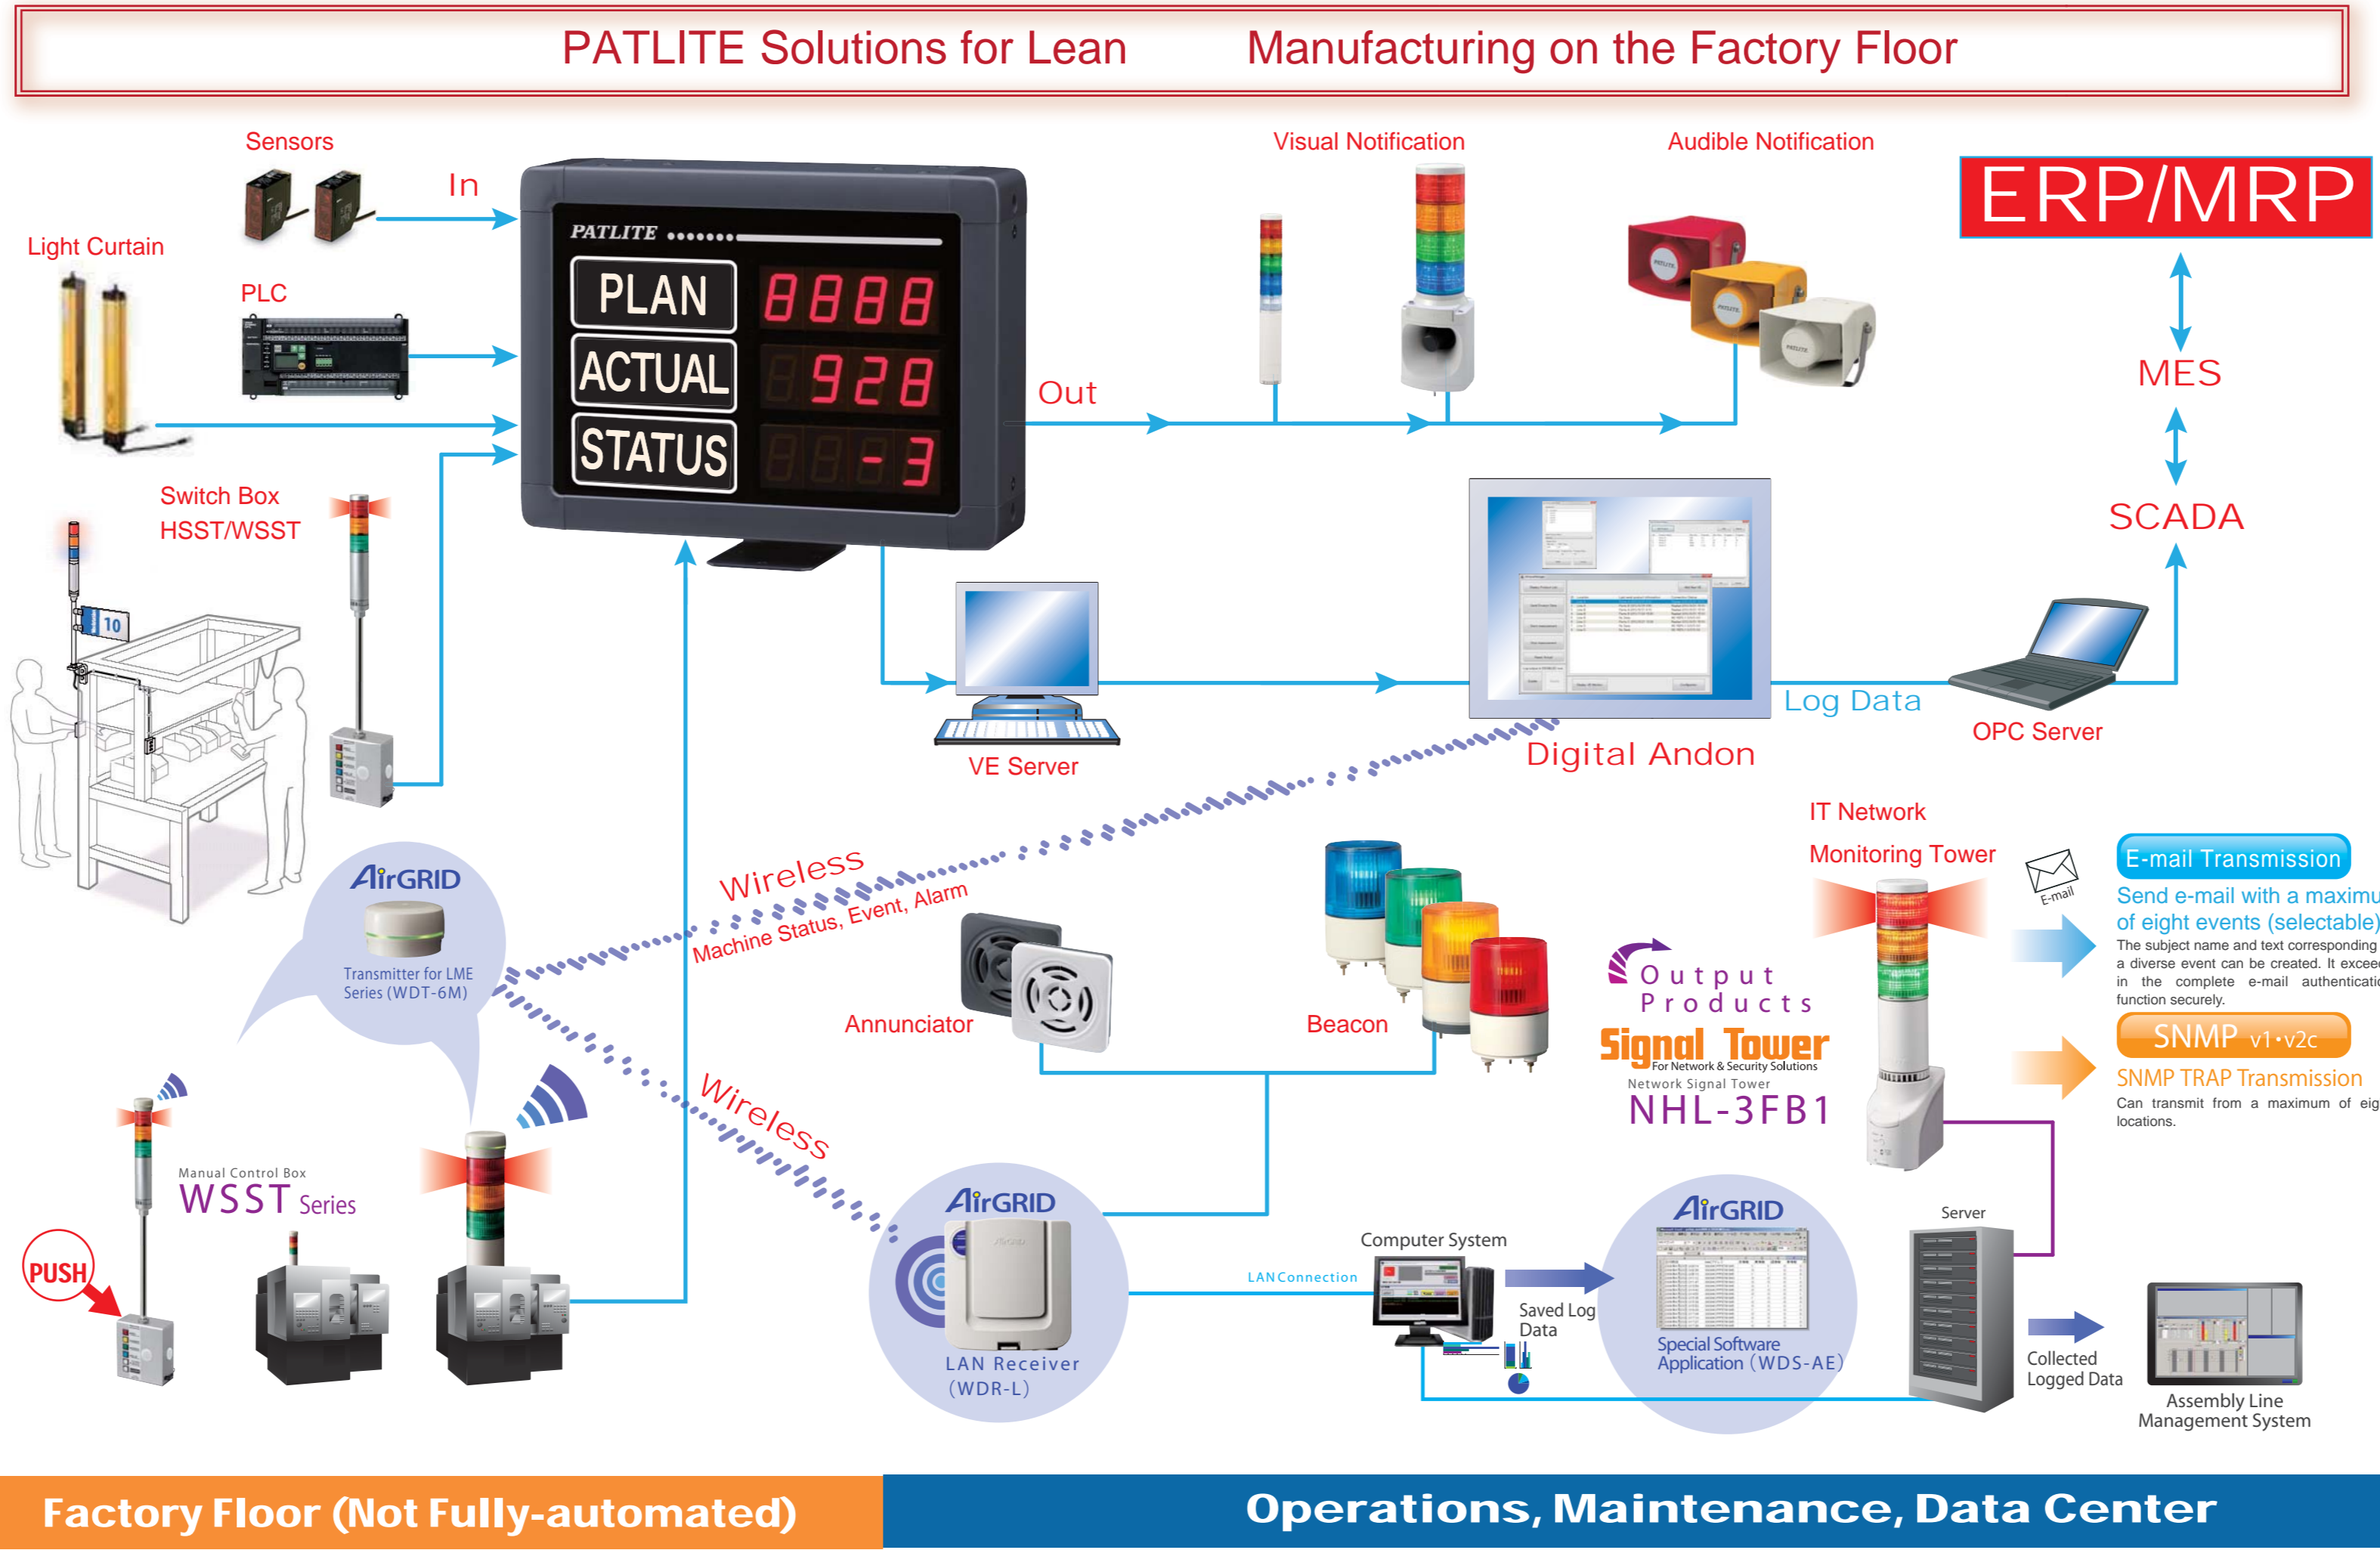 PATLITE Solutions for Lean Manufacturing on the Factory Floor
Sensors
In
Light Curtain
PLC
Switch Box
HSST/WSST
10
PATLITE
PLAN 8888
ACTUAL 928
STATUS -3
Out
Visual Notification
Audible Notification
PATLITE
PATLITE
PATLITE
ERP/MRP
MES
SCADA
VE Server
Digital Andon
Log Data
OPC Server
AirGRID
Transmitter for LME
Series (WDT-6M)
Wireless
Machine Status, Event, Alarm
Wireless
Annunciator
Beacon
Output
Products
Signal Tower
For Network & Security Solutions
Network Signal Tower
NHL-3FB1
IT Network
Monitoring Tower
E-mail
E-mail Transmission
Send e-mail with a maximu
of eight events (selectable)
The subject name and text corresponding
a diverse event can be created. It excee
in the complete e-mail authenticatio
function securely.
SNMP v1・v2c
SNMP TRAP Transmission
Can transmit from a maximum of eig
locations.
Manual Control Box
WSST Series
PUSH
AirGRID
AirGRID
LAN Receiver
(WDR-L)
LAN Connection
Computer System
Saved Log
Data
AirGRID
Special Software
Application (WDS-AE)
Server
Collected
Logged Data
Assembly Line
Management System
Factory Floor (Not Fully-automated)
Operations, Maintenance, Data Center